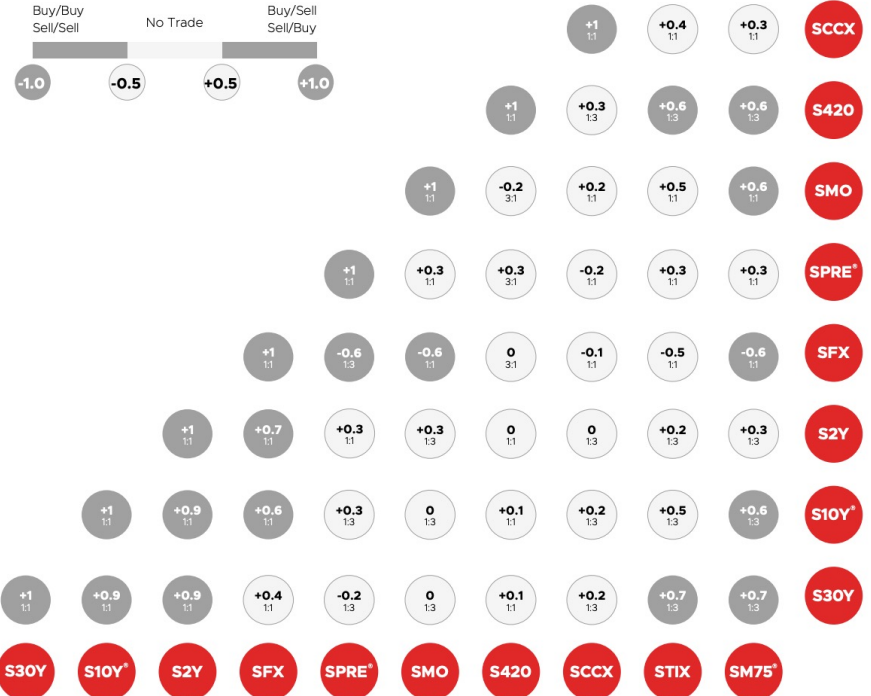 Buy/Buy
Sell/Sell
No Trade
Buy/Sell
Sell/Buy
-1.0
-0.5
+0.5
+1.0
+1 +0.4 +0.3 SCCX
1:1 1:1 1:1
+1 +0.3 +0.6 +0.6 S420
1:1 1:3 1:3 1:3
+1 -0.2 +0.2 +0.5 +0.6 SMO
1:1 3:1 1:1 1:1 1:1
+1 +0.3 +0.3 -0.2 +0.3 +0.3 SPRE®
1:1 1:1 3:1 1:1 1:1 1:1
+1 -0.6 -0.6 0 -0.1 -0.5 -0.6 SFX
1:1 1:3 1:1 3:1 1:1 1:1 1:1
+1 +0.7 +0.3 +0.3 0 0 +0.2 +0.3 S2Y
1:1 1:1 1:1 1:3 1:1 1:3 1:3 1:3
+1 +0.9 +0.6 +0.3 0 +0.1 +0.2 +0.5 +0.6 S10Y®
1:1 1:1 1:1 1:3 1:3 1:1 1:3 1:3 1:3
+1 +0.9 +0.9 +0.4 -0.2 0 +0.1 +0.2 +0.7 +0.7 S30Y
1:1 1:1 1:1 1:1 1:3 1:3 1:1 1:3 1:3 1:3
S30Y S10Y® S2Y SFX SPRE® SMO S420 SCCX STIX SM75®